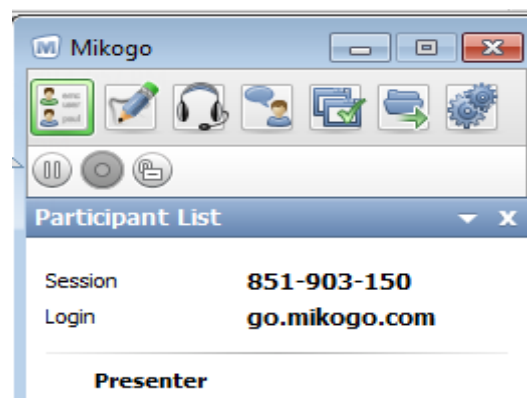 Mikogo
Participant List
Session 851-903-150
Login go.mikogo.com
Presenter